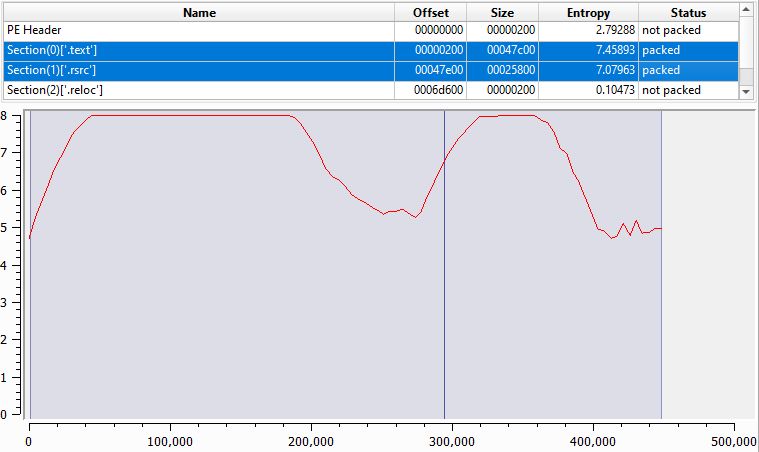 Name Offset Size Entropy Status
PE Header 00000000 00000200 2.79288 not packed
Section(0)['.text'] 00000200 00047c00 7.45893 packed
Section(1)['.rsrc'] 00047e00 00025800 7.07963 packed
Section(2)['.reloc'] 0006d600 00000200 0.10473 not packed
8
7
6
5
4
3
2
1
0
0 100,000 200,000 300,000 400,000 500,000